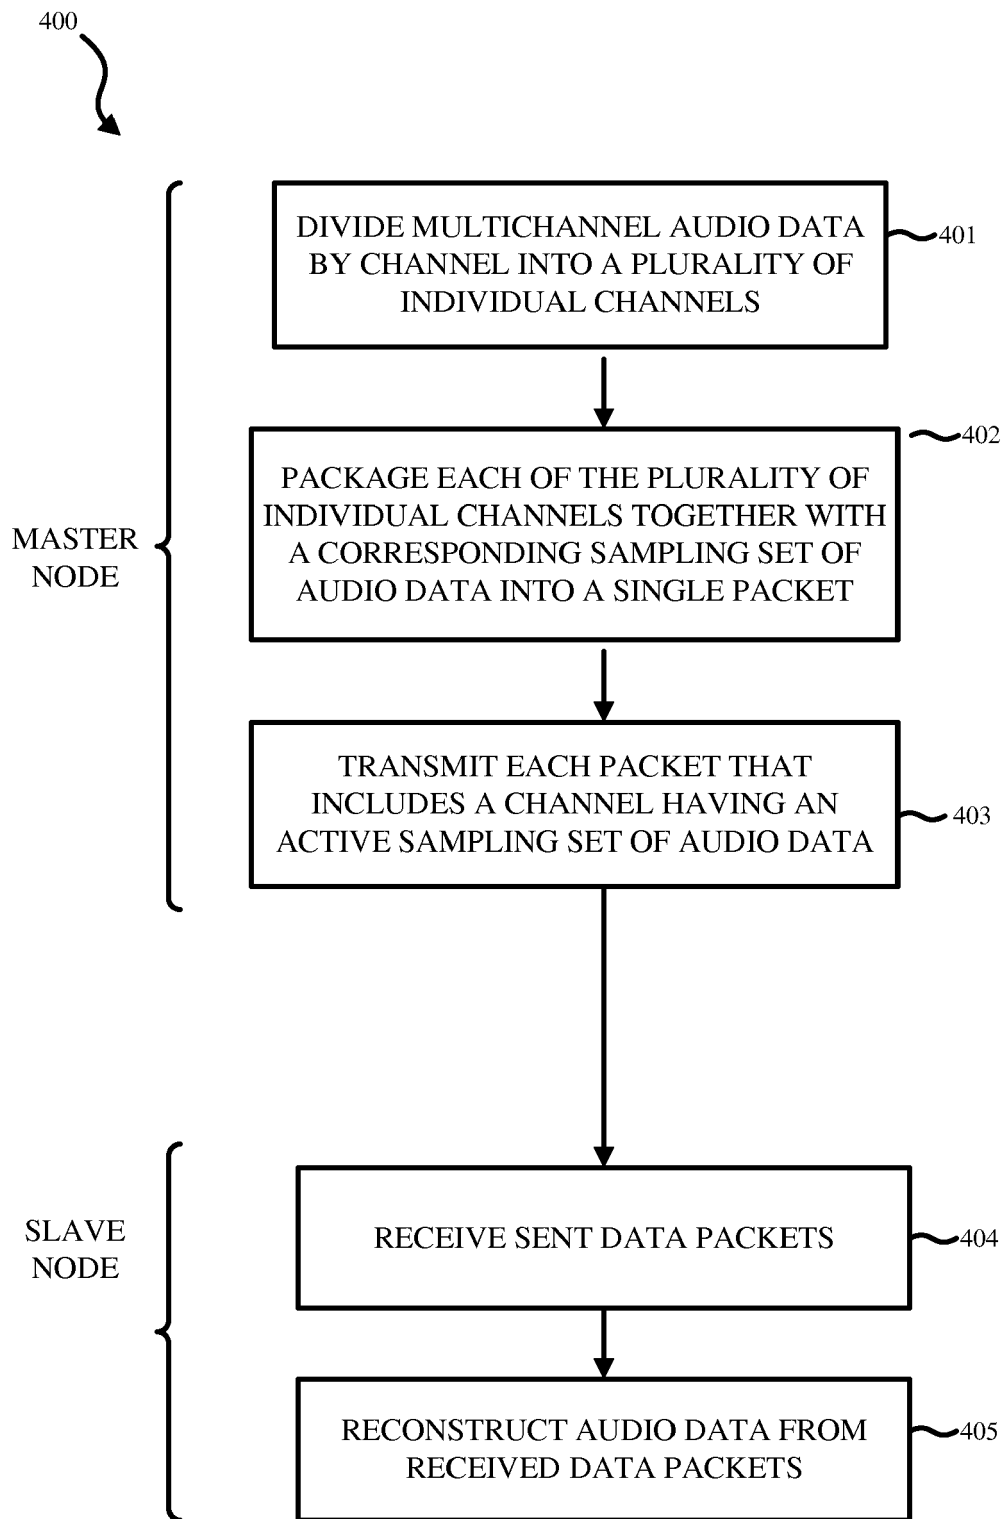 400
DIVIDE MULTICHANNEL AUDIO DATA
BY CHANNEL INTO A PLURALITY OF
INDIVIDUAL CHANNELS
401
402
PACKAGE EACH OF THE PLURALITY OF
INDIVIDUAL CHANNELS TOGETHER WITH
A CORRESPONDING SAMPLING SET OF
AUDIO DATA INTO A SINGLE PACKET
MASTER
NODE
TRANSMIT EACH PACKET THAT
INCLUDES A CHANNEL HAVING AN
ACTIVE SAMPLING SET OF AUDIO DATA
403
SLAVE
NODE
RECEIVE SENT DATA PACKETS
404
RECONSTRUCT AUDIO DATA FROM
RECEIVED DATA PACKETS
405